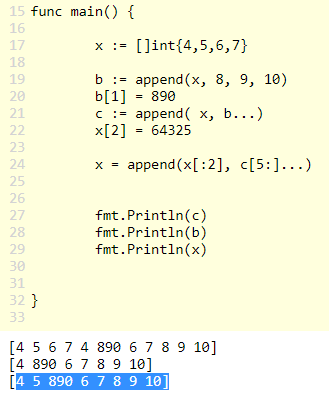 15 func main() {
16
17 x := []int{4,5,6,7}
18
19 b := append(x, 8, 9, 10)
20 b[1] = 890
21 c := append( x, b...)
22 x[2] = 64325
23
24 x = append(x[:2], c[5:]...)
25
26
27 fmt.Println(c)
28 fmt.Println(b)
29 fmt.Println(x)
30
31
32 }
33
[4 5 6 7 4 890 6 7 8 9 10]
[4 890 6 7 8 9 10]
[4 5 890 6 7 8 9 10]